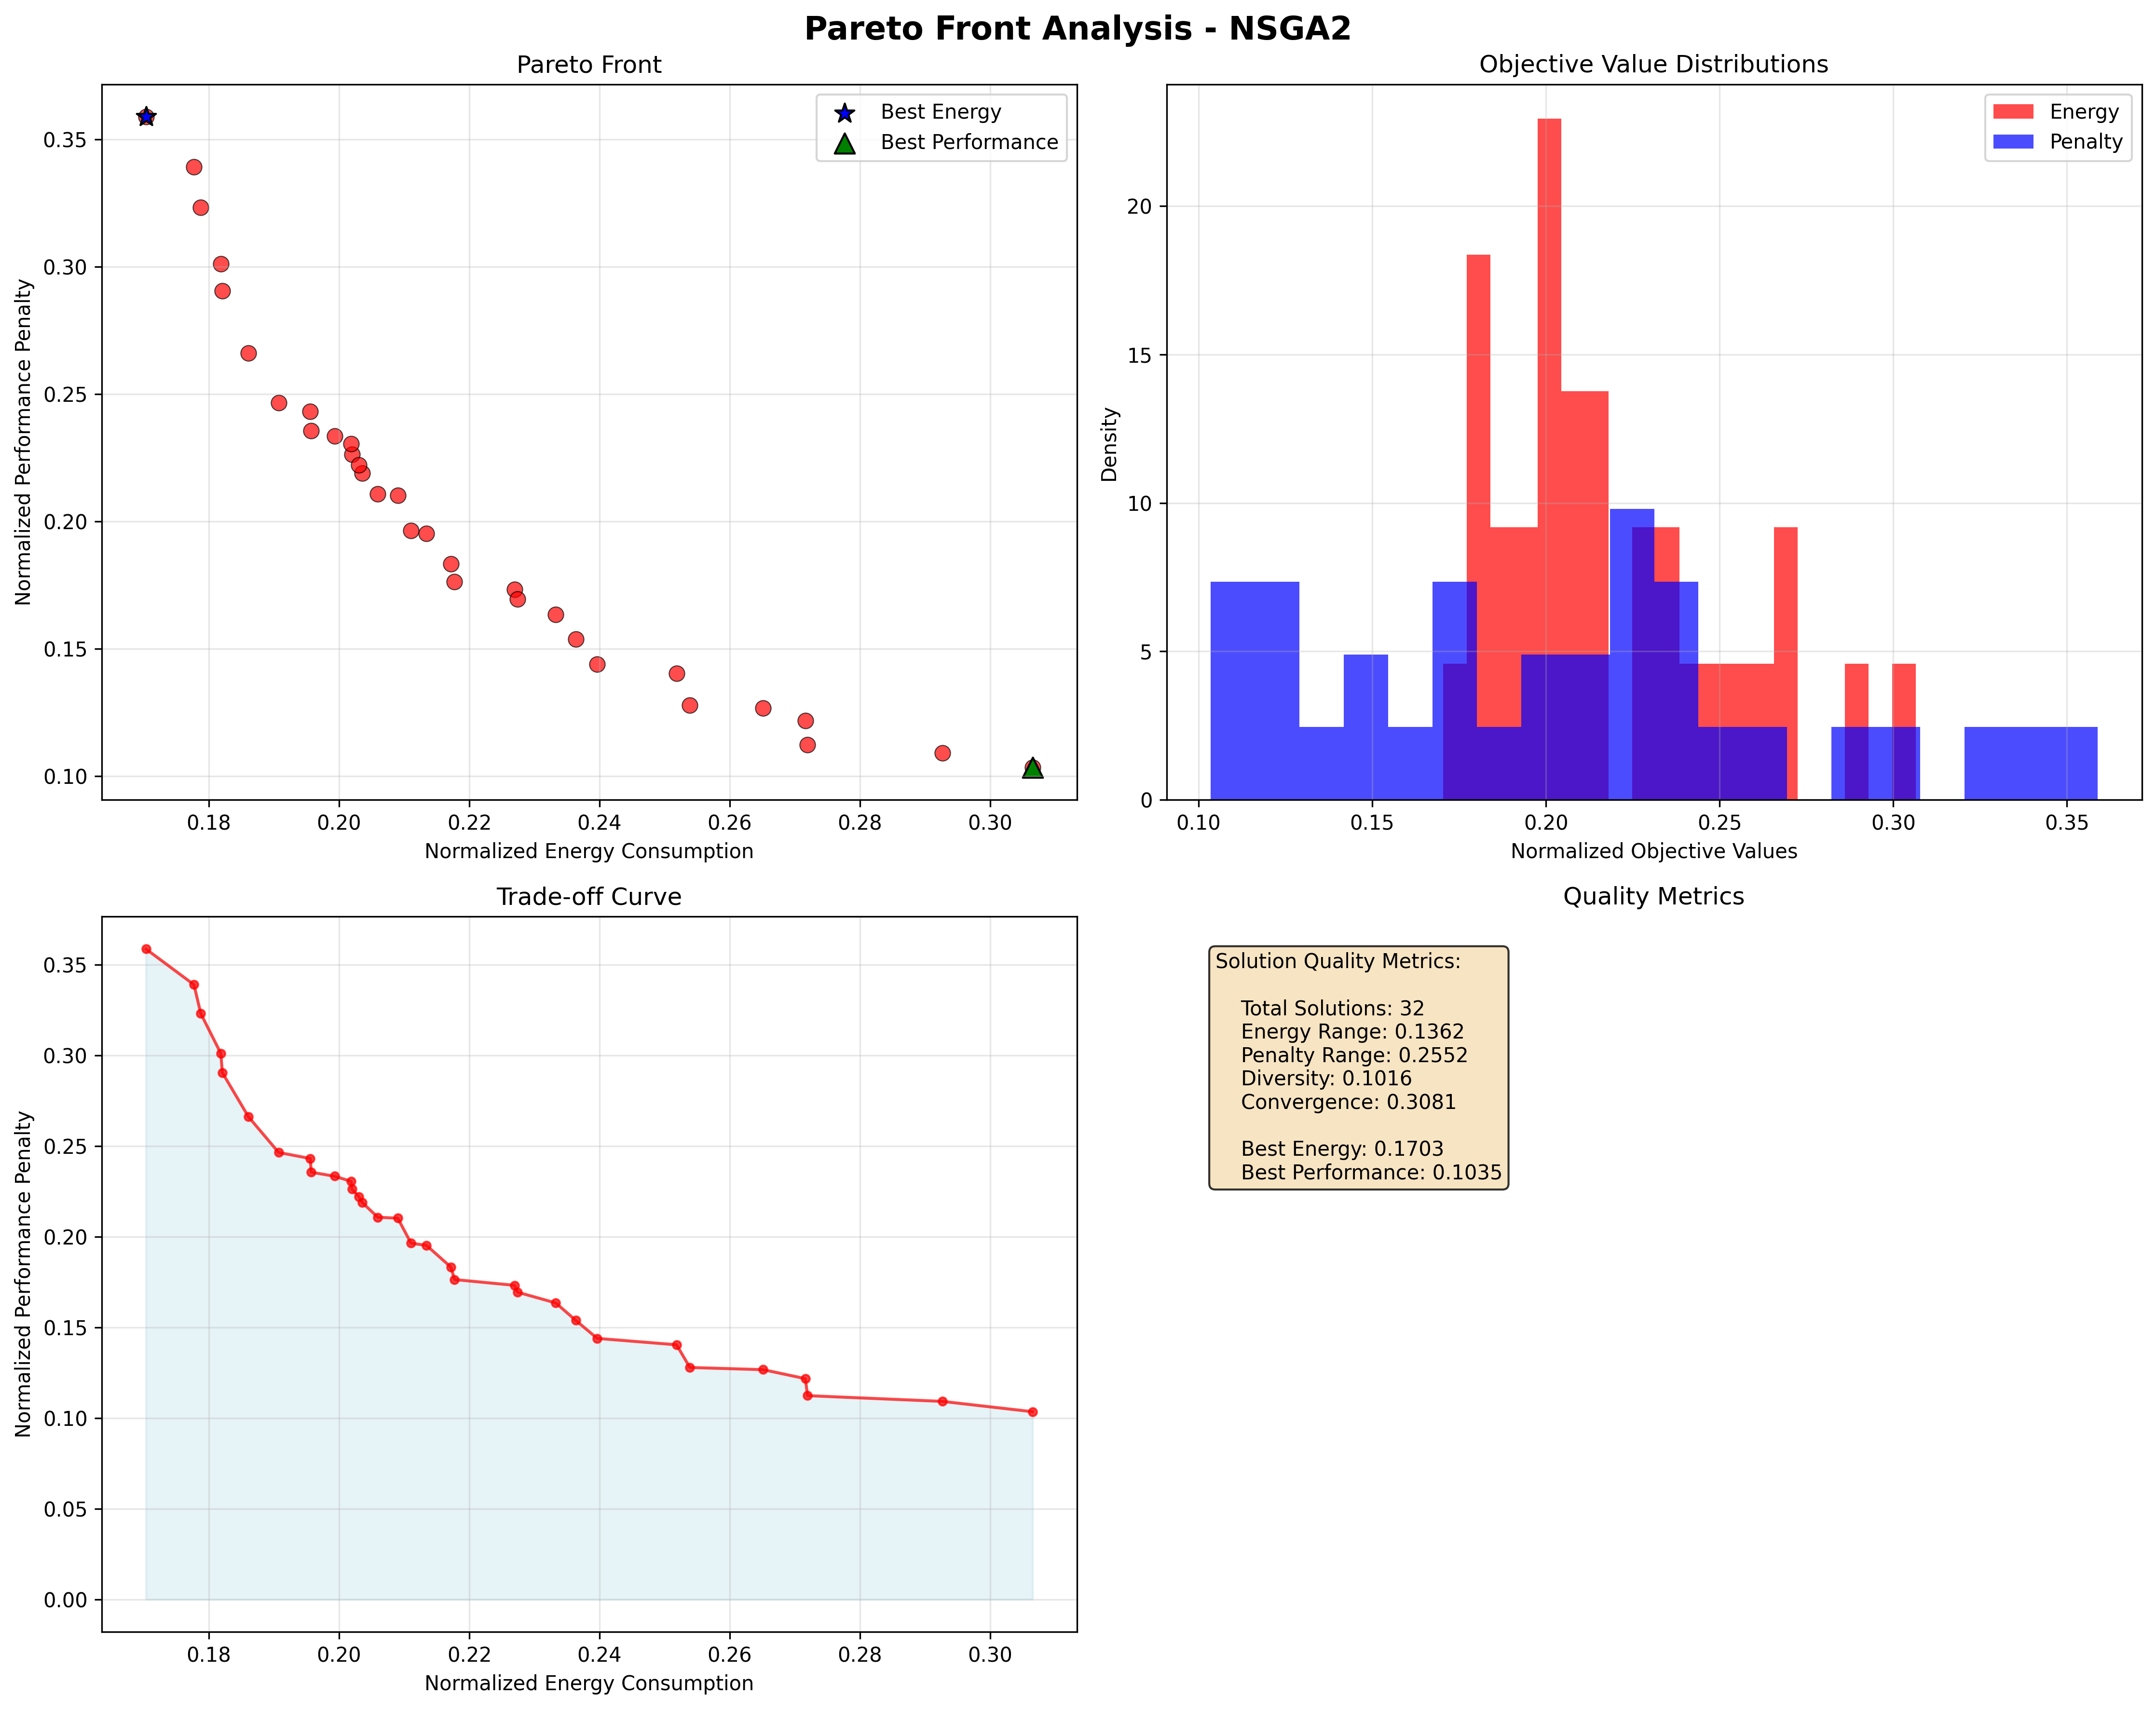 Pareto Front Analysis - NSGA2
Pareto Front
Best Energy
Best Performance
0.35
0.30
0.25
0.20
0.15
0.10
Normalized Performance Penalty
0.18 0.20 0.22 0.24 0.26 0.28 0.30
Normalized Energy Consumption
Objective Value Distributions
Energy
Penalty
20
15
10
5
0
Density
0.10 0.15 0.20 0.25 0.30 0.35
Normalized Objective Values
Trade-off Curve
0.35
0.30
0.25
0.20
0.15
0.10
0.05
0.00
Normalized Performance Penalty
0.18 0.20 0.22 0.24 0.26 0.28 0.30
Normalized Energy Consumption
Quality Metrics
Solution Quality Metrics:
Total Solutions: 32
Energy Range: 0.1362
Penalty Range: 0.2552
Diversity: 0.1016
Convergence: 0.3081
Best Energy: 0.1703
Best Performance: 0.1035